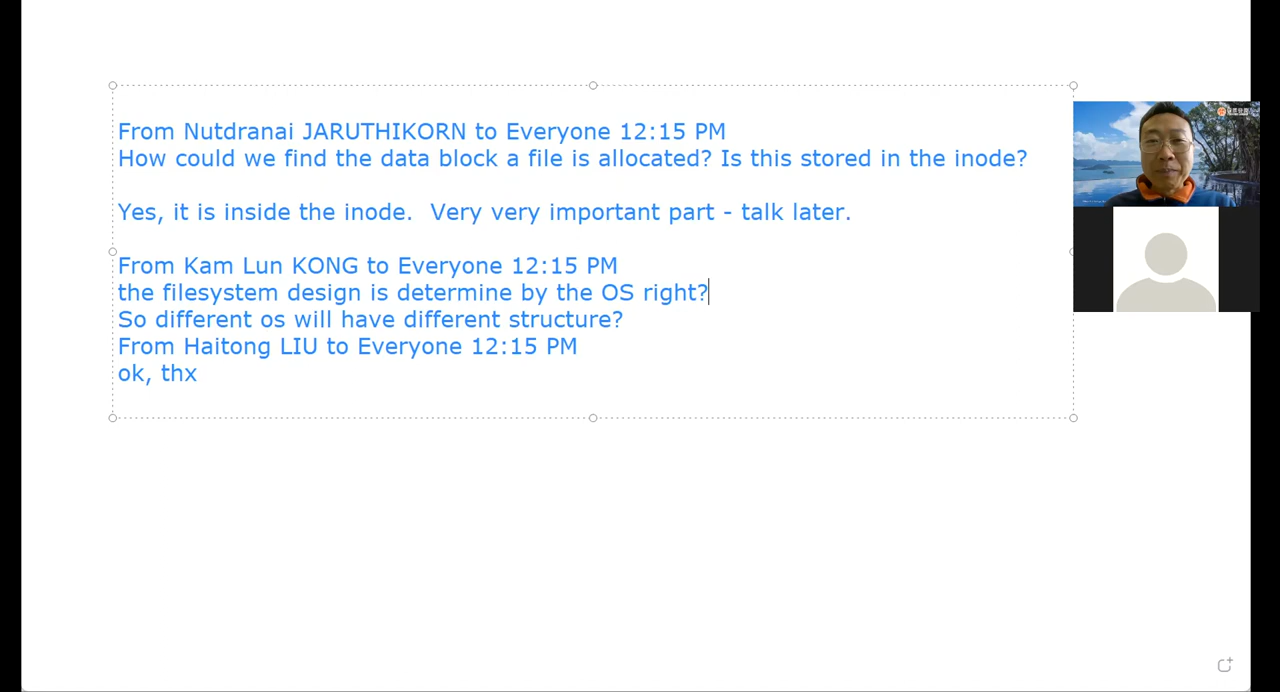 From Nutdranai JARUTHIKORN to Everyone 12:15 PM
How could we find the data block a file is allocated? Is this stored in the inode?
Yes, it is inside the inode.  Very very important part - talk later.
From Kam Lun KONG to Everyone 12:15 PM
the filesystem design is determine by the OS right?
So different os will have different structure?
From Haitong LIU to Everyone 12:15 PM
ok, thx